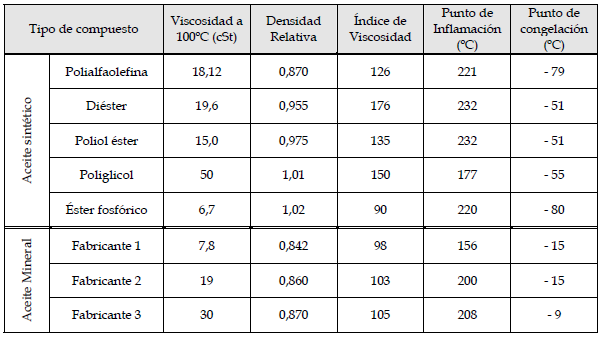 Tipo de compuesto Viscosidad a 100ºC (cSt) Densidad Relativa Índice de Viscosidad Punto de Inflamación (ºC) Punto de congelación (ºC)
Aceite sintético
Polialfaolefina 18,12 0,870 126 221 - 79
Diéster 19,6 0,955 176 232 - 51
Poliol éster 15,0 0,975 135 232 - 51
Poliglicol 50 1,01 150 177 - 55
Éster fosfórico 6,7 1,02 90 220 - 80
Aceite Mineral
Fabricante 1 7,8 0,842 98 156 - 15
Fabricante 2 19 0,860 103 200 - 15
Fabricante 3 30 0,870 105 208 - 9